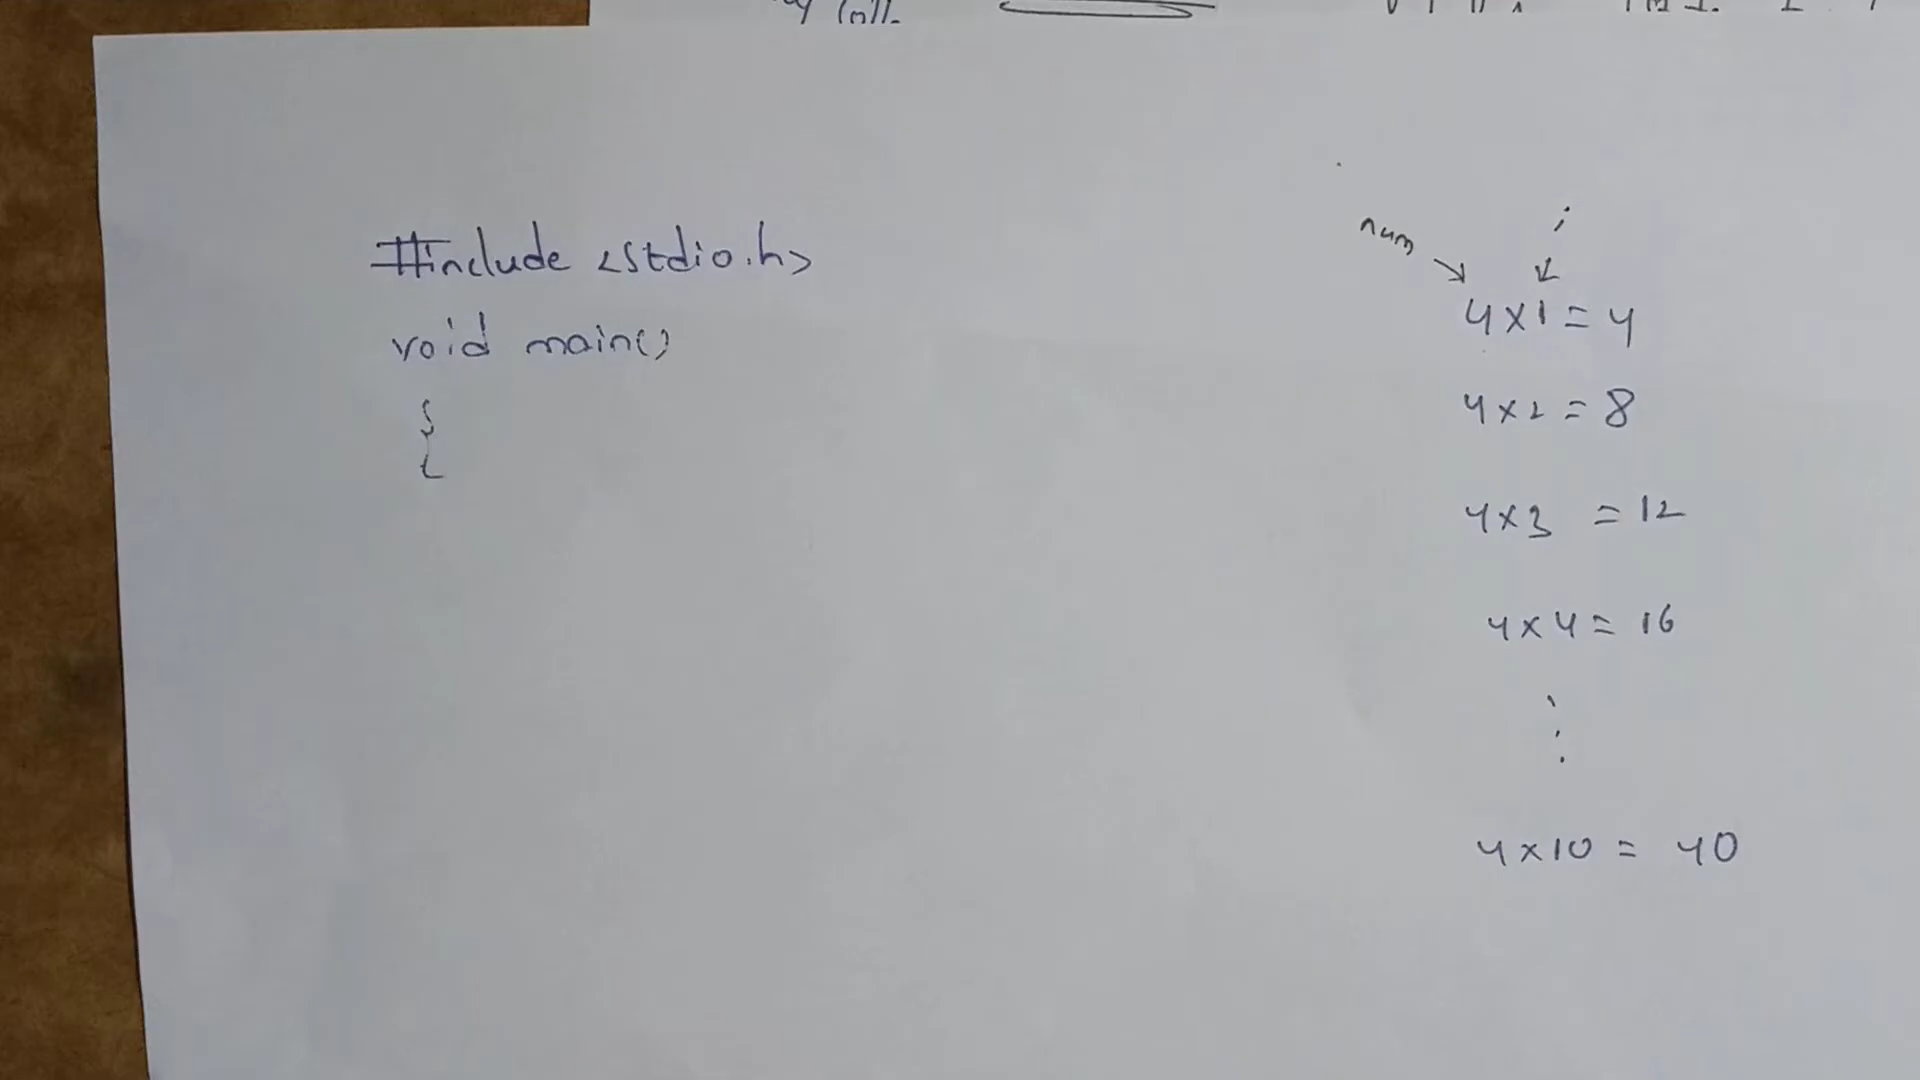 #include <stdio.h>
void main()
{
num i
4x1=4
4x2=8
4x3 =12
4x4=16
⋮
4x10= 40